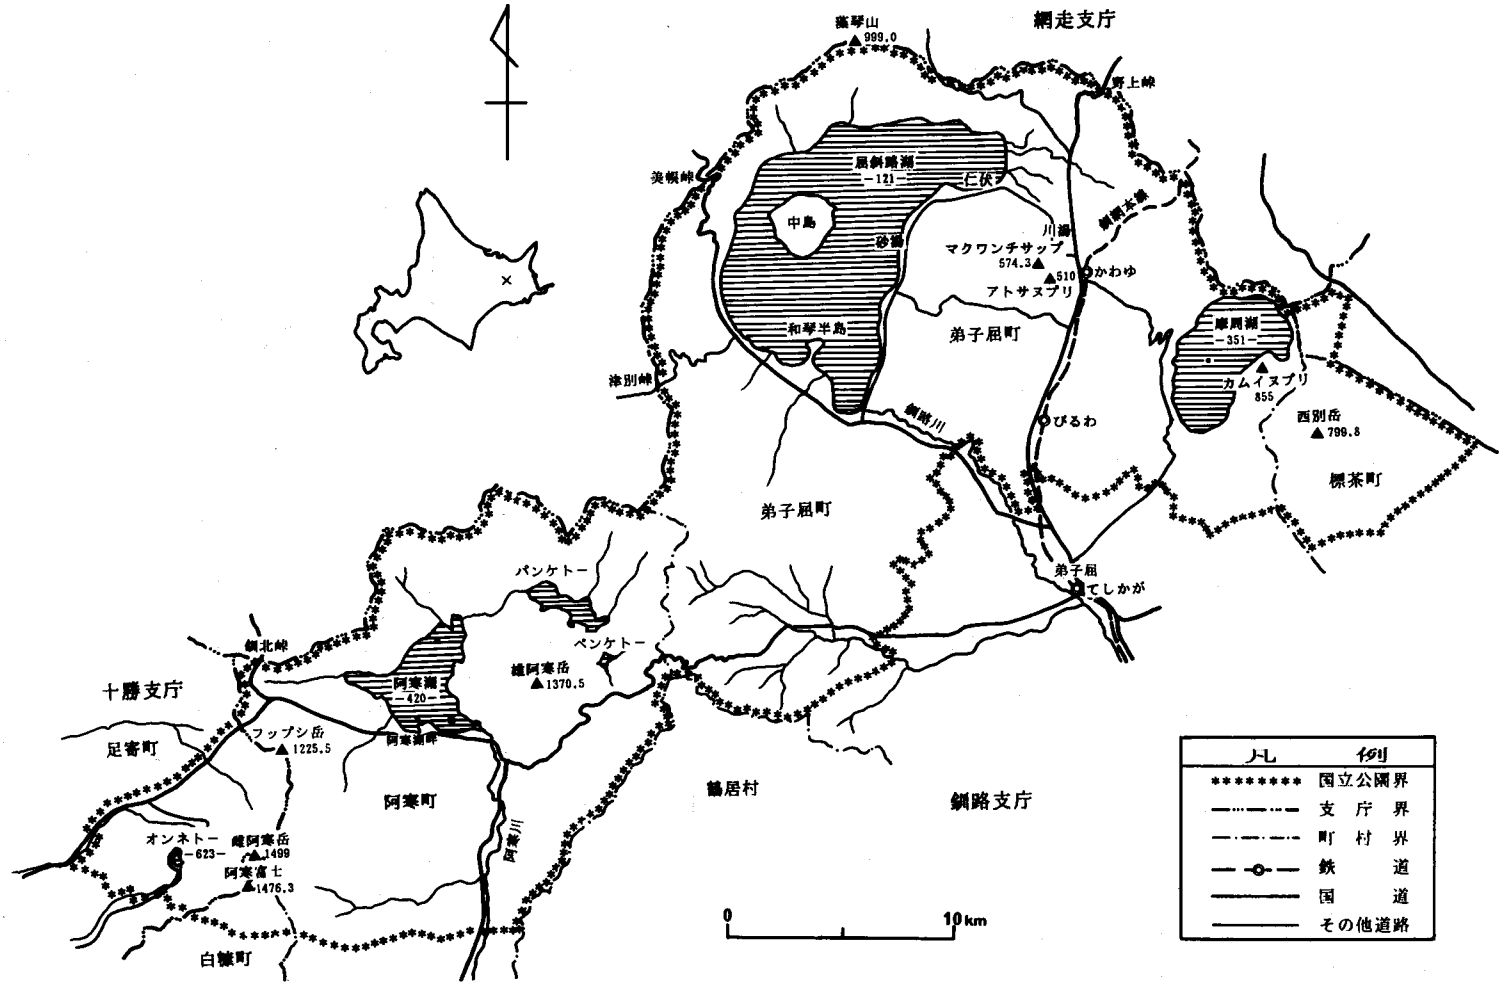 藻琴山
999.0
網走支庁
野上峠
美幌峠
屈斜路湖
-121-
仁伏
中島
砂湯
川湯
釧網本線
マクワンチサップ
574.3
510
アトサヌプリ
かわゆ
和琴半島
弟子屈町
摩周湖
-351-
カムイヌプリ
855
津別峠
釧路川
びるわ
西別岳
799.8
標茶町
弟子屈町
パンケトー
弟子屈
てしかが
ペンケトー
釧北峠
雄阿寒岳
1370.5
阿寒湖
-420-
十勝支庁
フップシ岳
1225.5
阿寒湖畔
足寄町
阿寒町
鶴居村
釧路支庁
オンネトー
-623-
雌阿寒岳
1499
阿寒富士
1476.3
阿寒川
白糠町
0 10km
凡 例
国立公園界
支庁界
町村界
鉄道
国道
その他道路